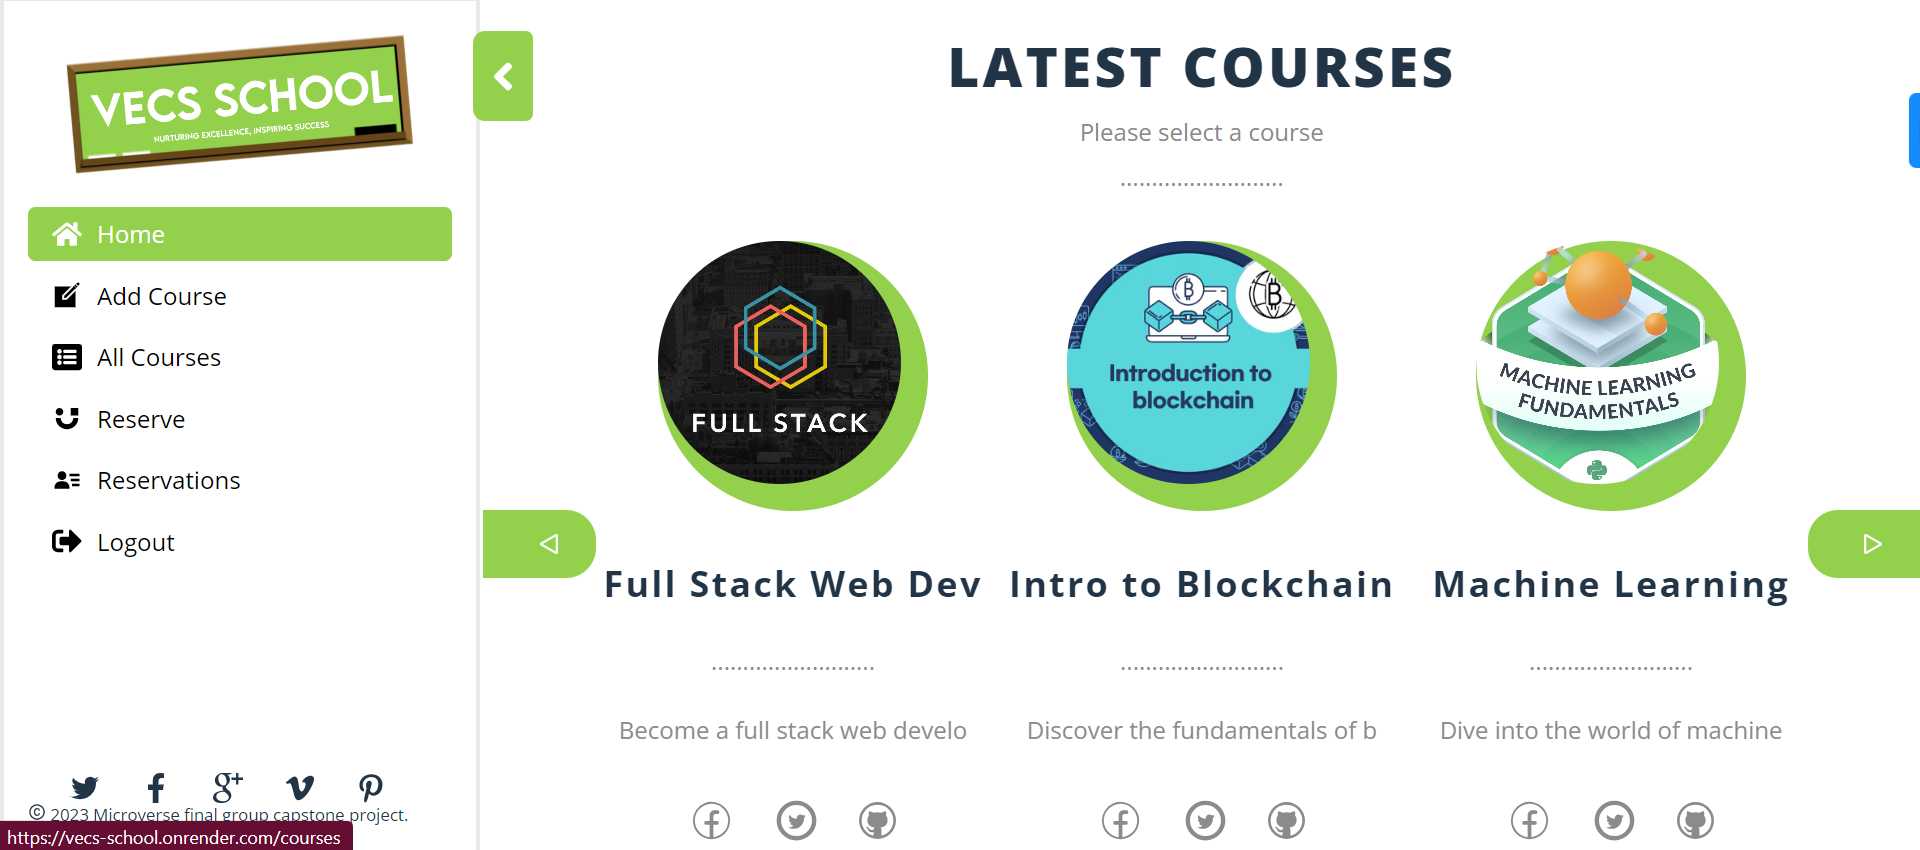 VECS SCHOOL
NURTURING EXCELLENCE, INSPIRING SUCCESS
Home
Add Course
All Courses
Reserve
Reservations
Logout
© 2023 Microverse final group capstone project.
https://vecs-school.onrender.com/courses
LATEST COURSES
Please select a course
..........................
FULL STACK
Introduction to
blockchain
MACHINE LEARNING
FUNDAMENTALS
Full Stack Web Dev
Intro to Blockchain
Machine Learning
..........................
..........................
..........................
Become a full stack web develo
Discover the fundamentals of b
Dive into the world of machine